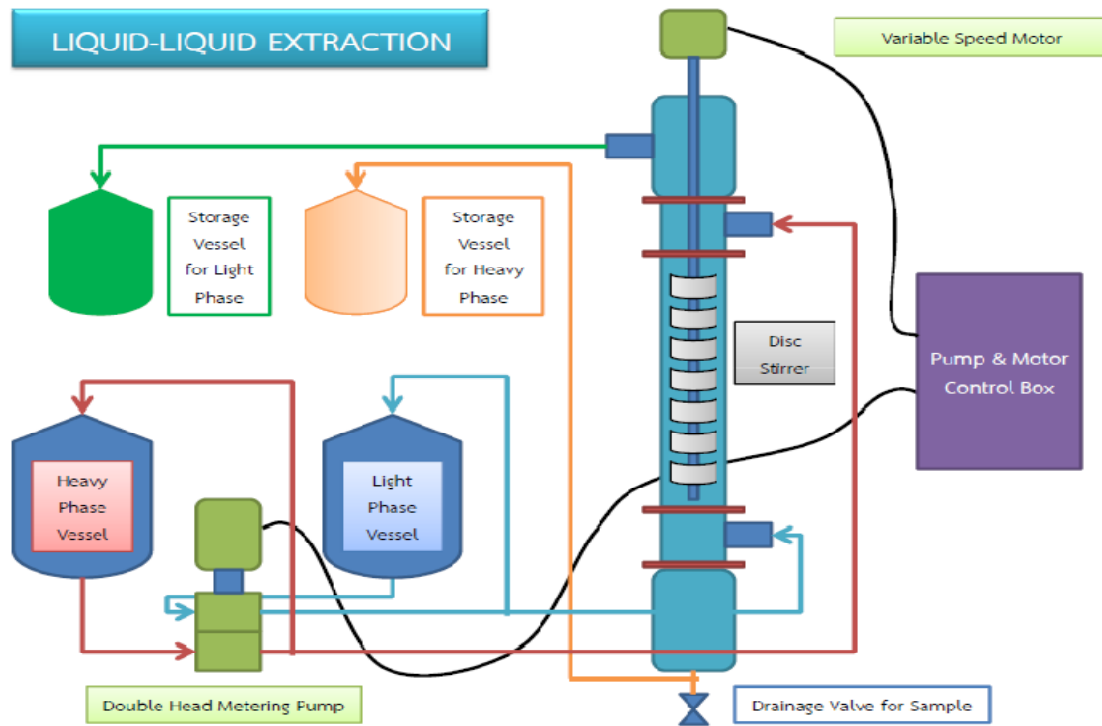 LIQUID-LIQUID EXTRACTION
Variable Speed Motor
Storage
Vessel
for Light
Phase
Storage
Vessel
for Heavy
Phase
Disc
Stirrer
Pump & Motor
Control Box
Heavy
Phase
Vessel
Light
Phase
Vessel
Double Head Metering Pump
Drainage Valve for Sample